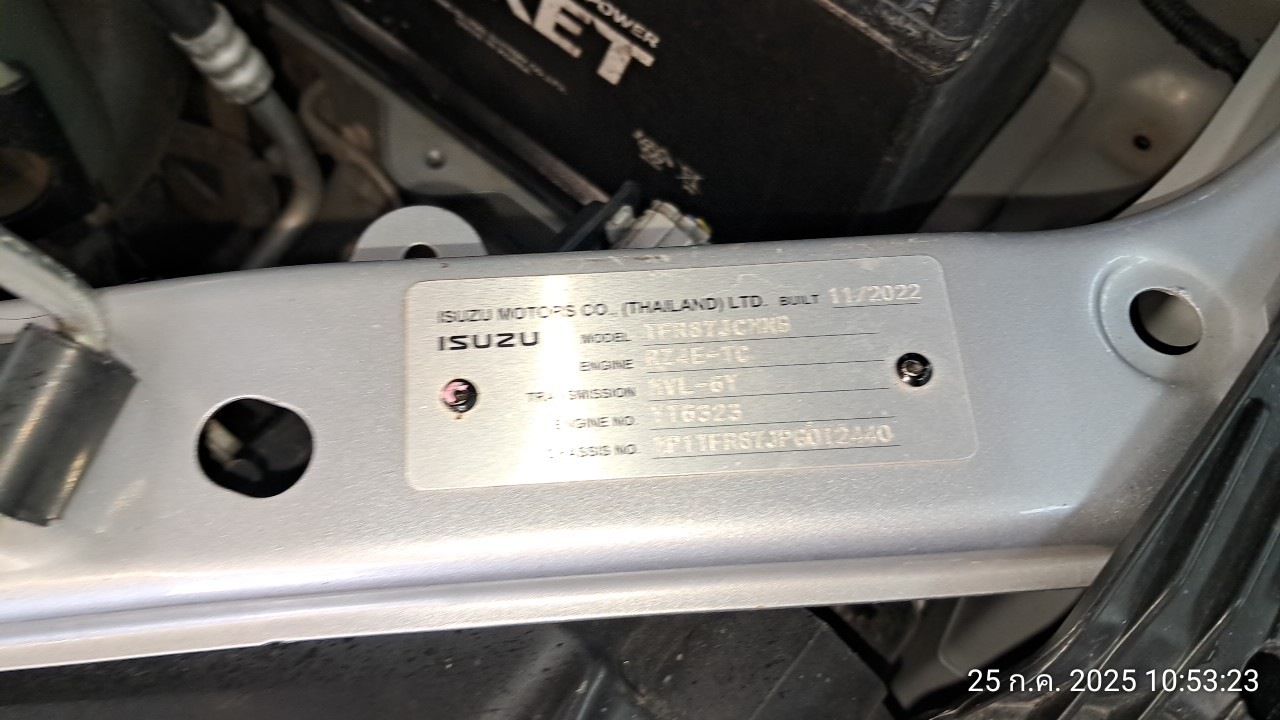 POWER
KET
ISUZU MOTORS CO., (THAILAND) LTD. BUILT 11/2022
ISUZU MODEL
ENGINE RZ4E-TC
TRANSMISSION MVL-6Y
ENGINE NO. Y16323
CHASSIS NO. MP1TFR87JPG012440
25 ก.ค. 2025 10:53:23